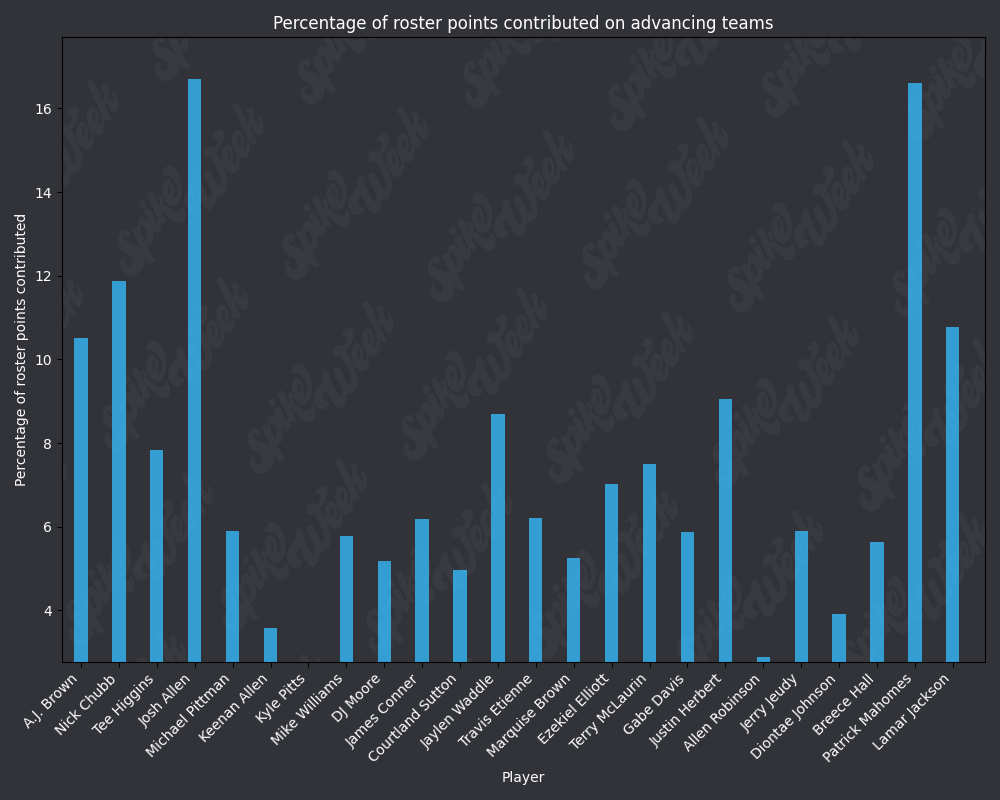 Percentage of roster points contributed on advancing teams
Percentage of roster points contributed
16
14
12
10
8
6
4
A.J. Brown
Nick Chubb
Tee Higgins
Josh Allen
Michael Pittman
Keenan Allen
Kyle Pitts
Mike Williams
DJ Moore
James Conner
Courtland Sutton
Jaylen Waddle
Travis Etienne
Marquise Brown
Ezekiel Elliott
Terry McLaurin
Gabe Davis
Justin Herbert
Allen Robinson
Jerry Jeudy
Diontae Johnson
Breece Hall
Patrick Mahomes
Lamar Jackson
Player
Spike Week